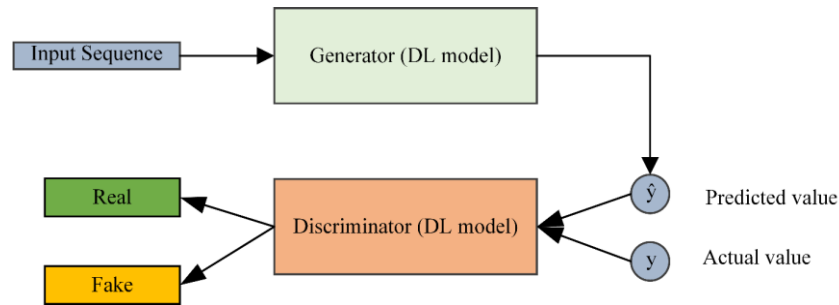 Input Sequence
Generator (DL model)
Real
Discriminator (DL model)
ŷ
Predicted value
Fake
y
Actual value